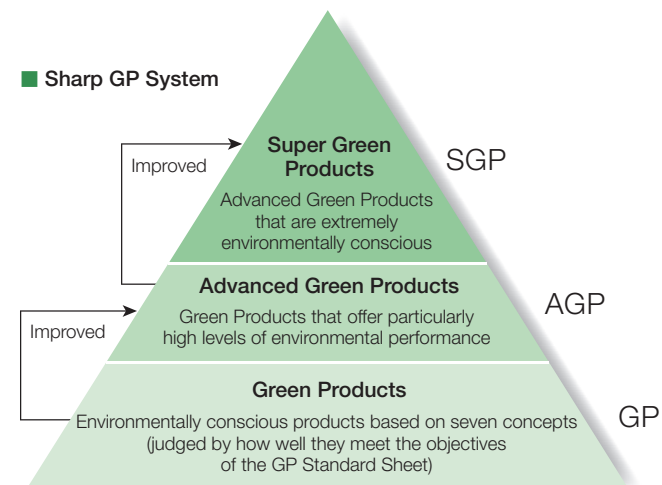 Sharp GP System
Super Green
Products
Advanced Green Products
that are extremely
environmentally conscious
SGP
Improved
Advanced Green Products
Green Products that offer particularly
high levels of environmental performance
AGP
Improved
Green Products
Environmentally conscious products based on seven concepts
(judged by how well they meet the objectives
of the GP Standard Sheet)
GP